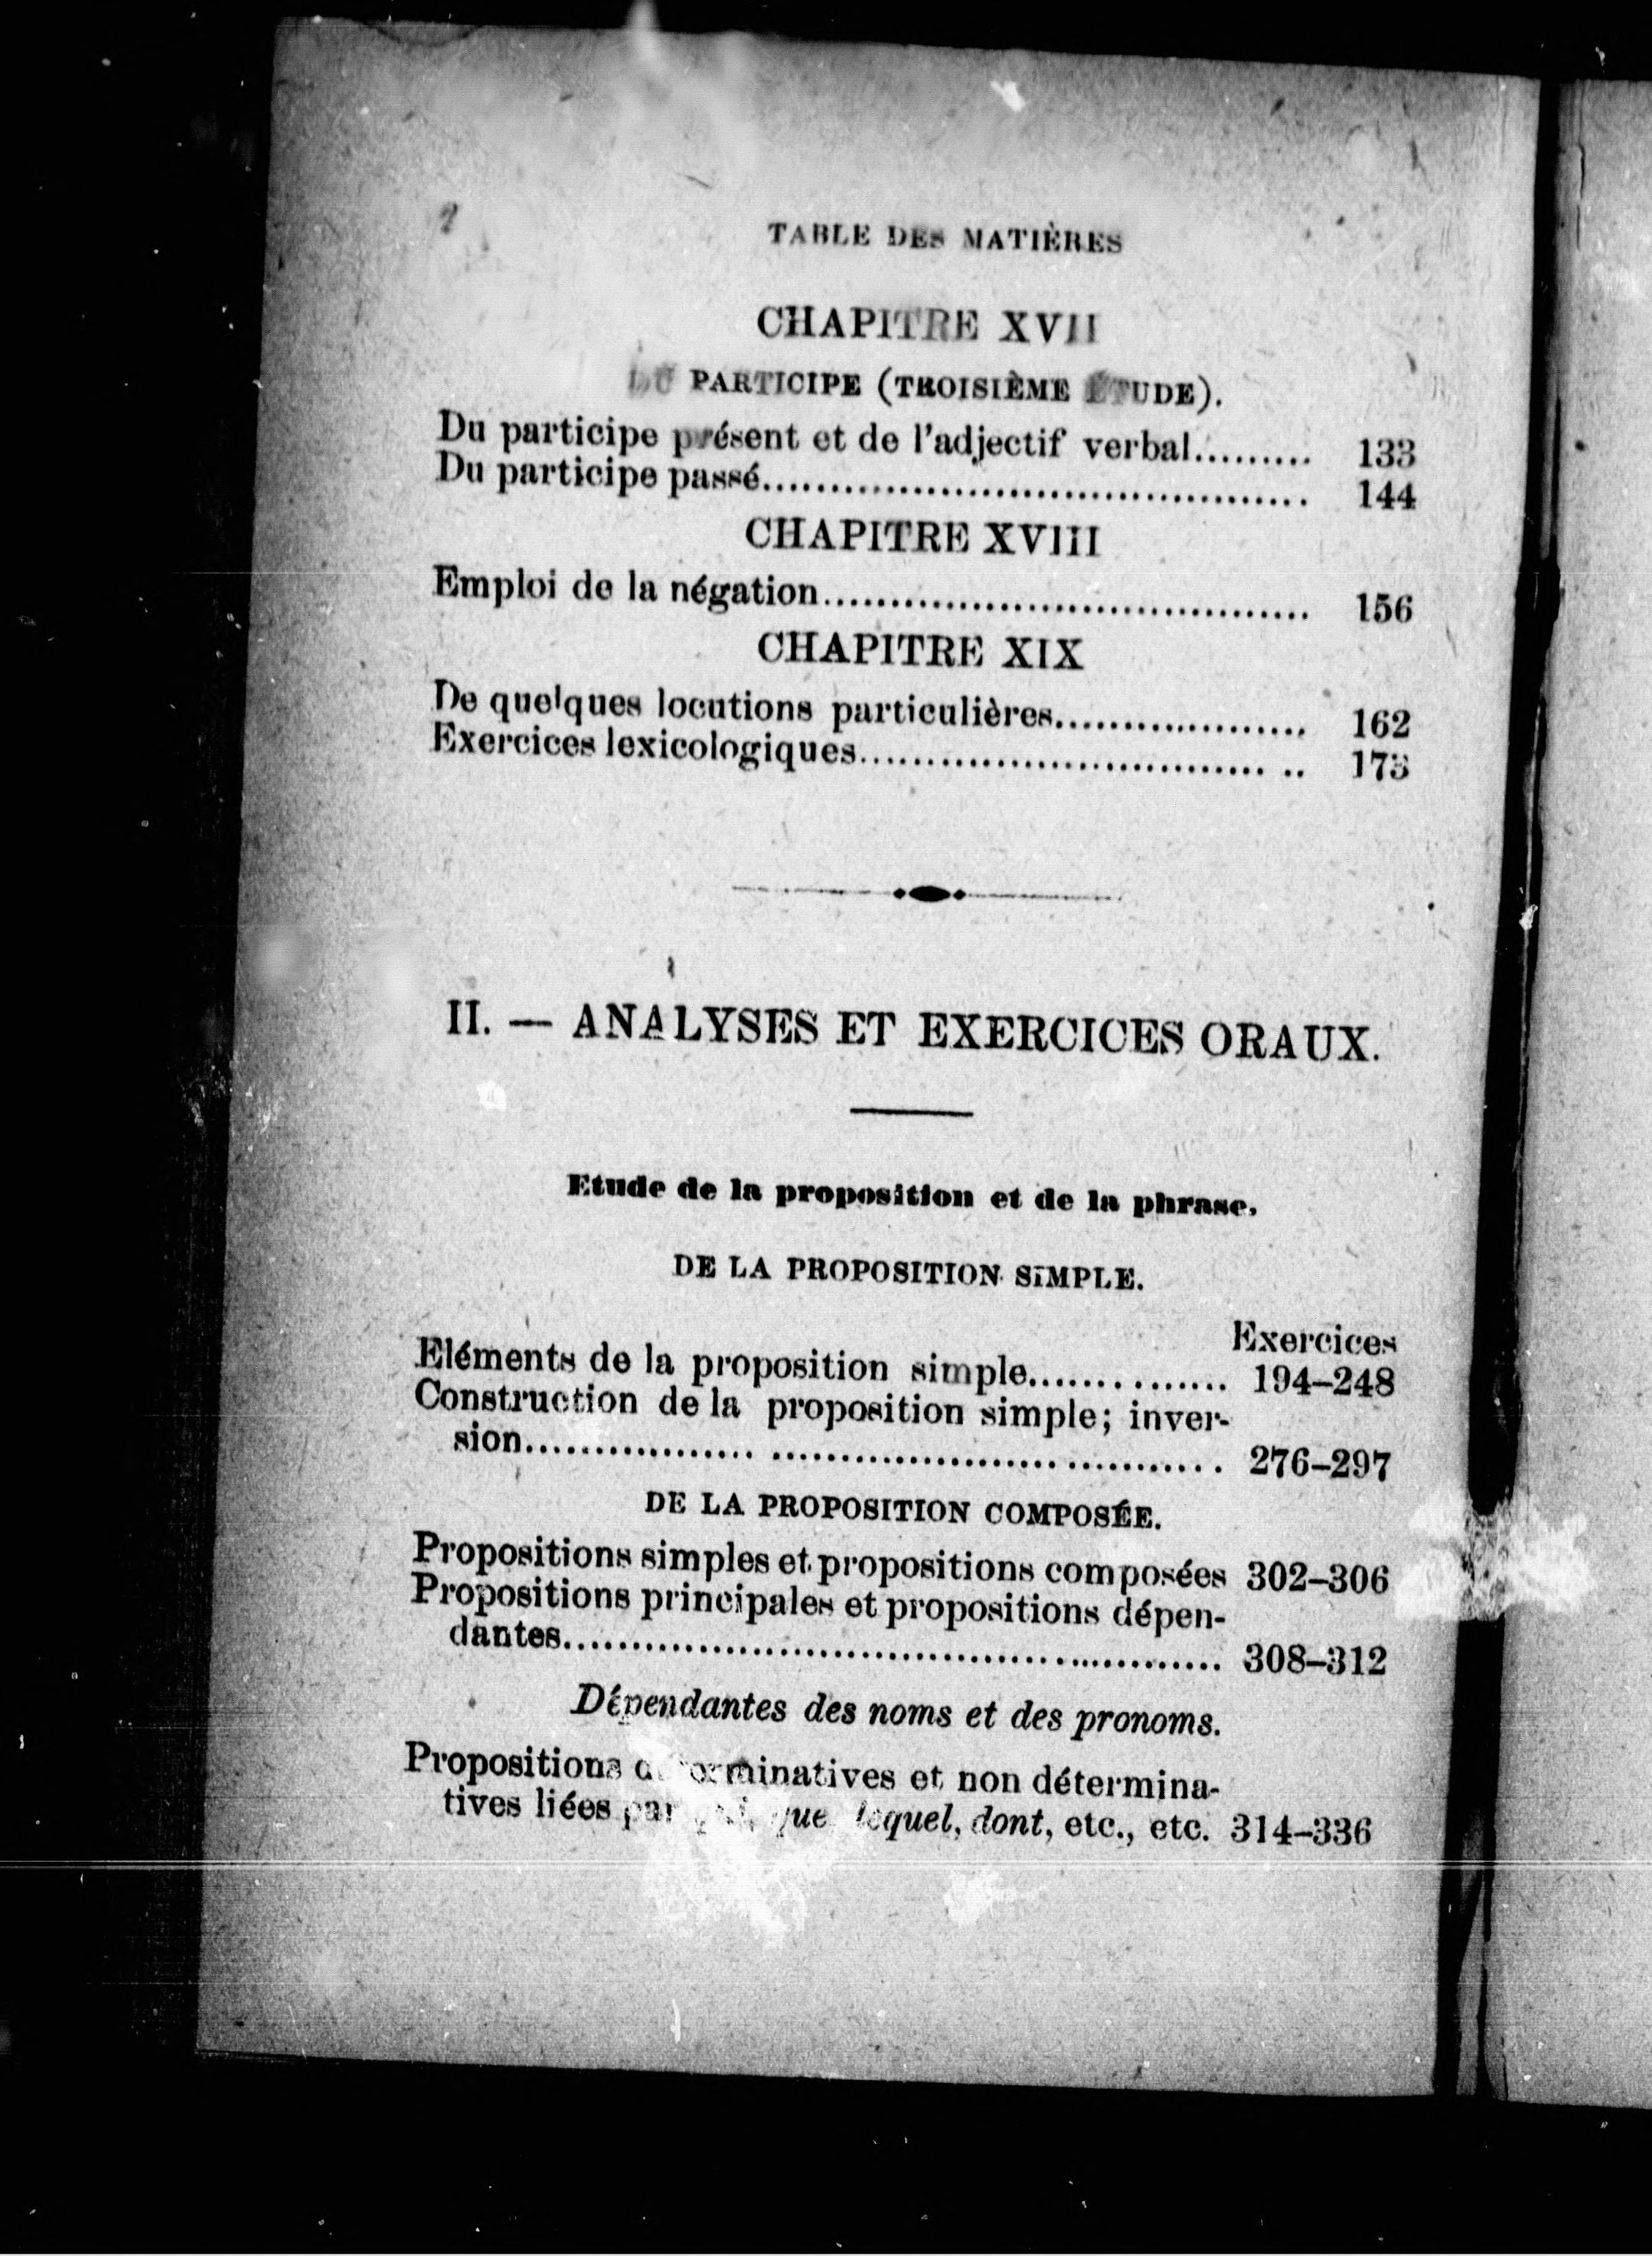 TABLE DES MATIÈRES
CHAPITRE XVII
DU PARTICIPE (TROISIÈME ÉTUDE).
Du participe présent et de l'adjectif verbal......... 133
Du participe passé......................................... 144
CHAPITRE XVIII
Emploi de la négation..................................... 156
CHAPITRE XIX
De quelques locutions particulières................... 162
Exercices lexicologiques............................... ..
II. — ANALYSES ET EXERCICES ORAUX.
Etude de la proposition et de la phrase.
DE LA PROPOSITION SIMPLE.
Exercices
Eléments de la proposition simple............... 194–248
Construction de la proposition simple; inver-
sion................. .................................. 276–297
DE LA PROPOSITION COMPOSÉE.
Propositions simples et propositions composées 302–306
Propositions principales et propositions dépen-
dantes................................................. 308–312
Dépendantes des noms et des pronoms.
Propositions minatives et non détermina-
tives liées par que lequel, dont, etc., etc. 314–336